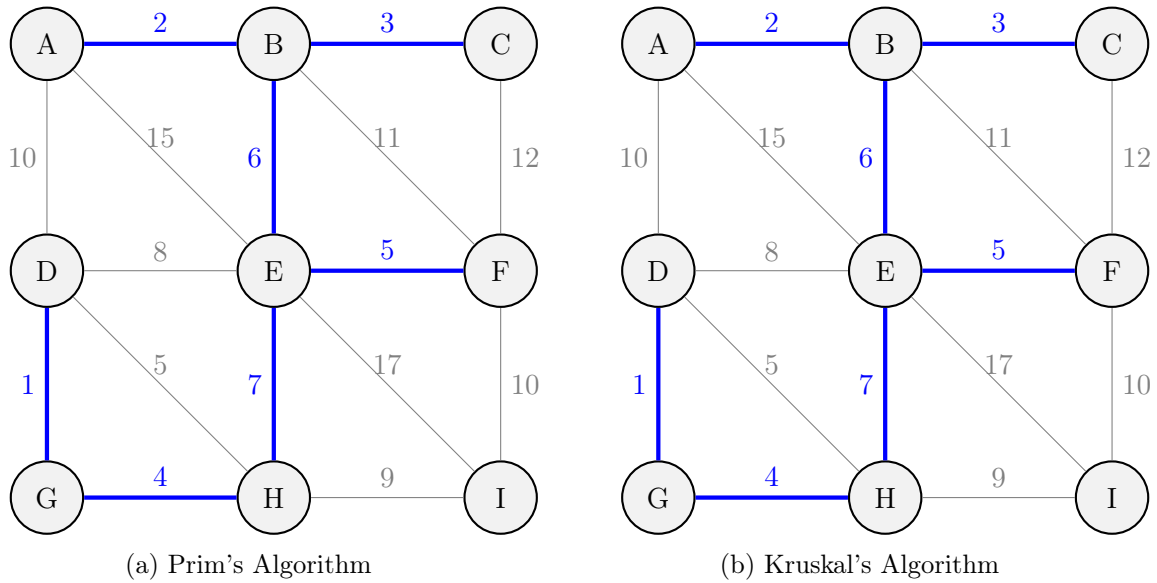 A 2 B 3 C A 2 B 3 C
15 11 15 11
10 6 12 10 6 12
8 5 8 5
D E F D E F
5 17 5 17
1 7 10 1 7 10
4 9 4 9
G H I G H I
(a) Prim's Algorithm (b) Kruskal's Algorithm